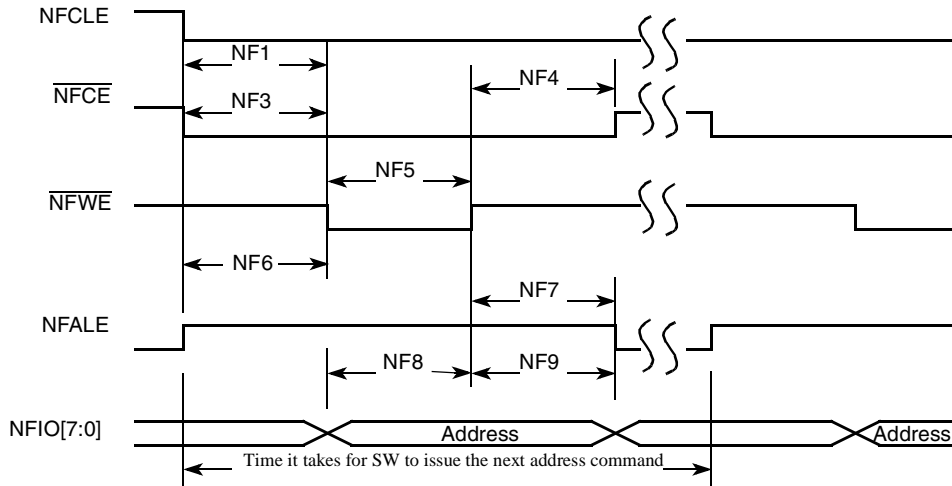 NFCLE
NF1
NFCE
NF3
NF4
NF5
NFWE
NF6
NF7
NFALE
NF8
NF9
NFIO[7:0]
Address
Address
Time it takes for SW to issue the next address command